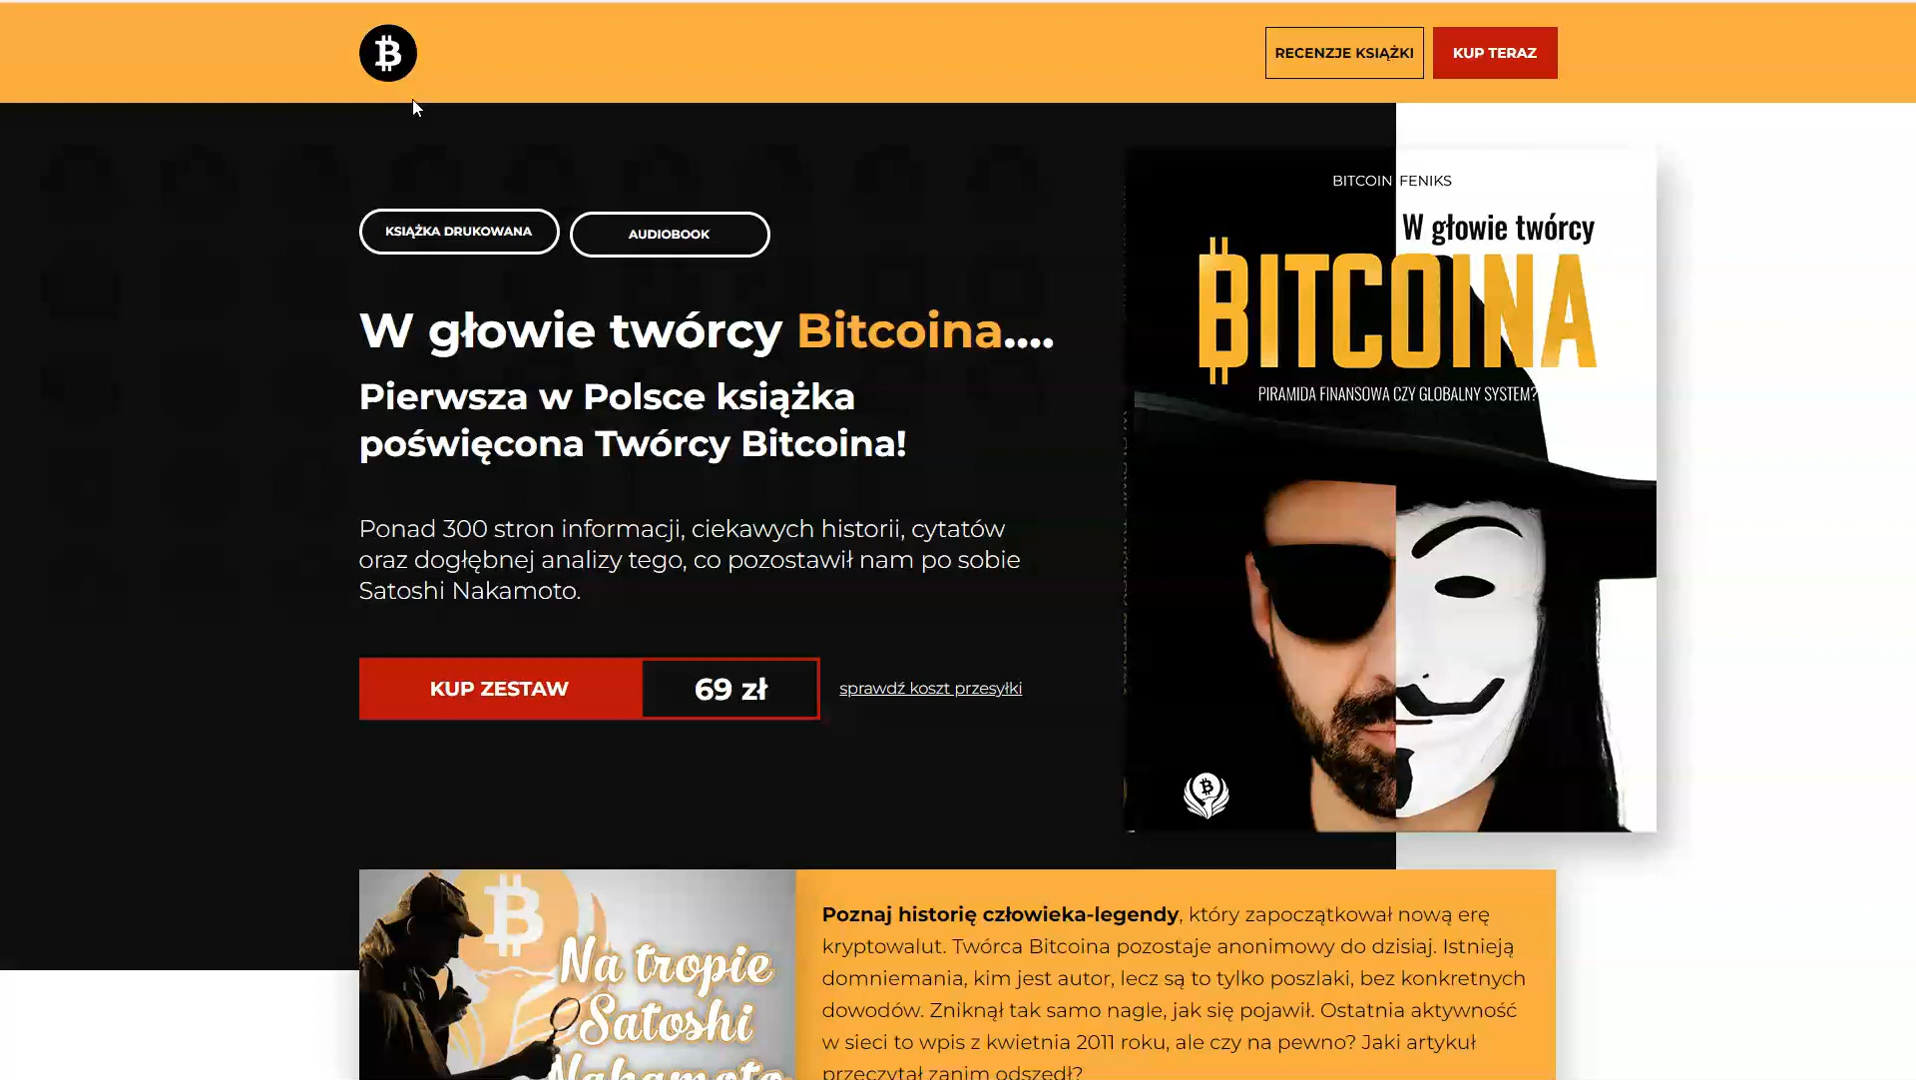 RECENZJE KSIĄŻKI
KUP TERAZ
KSIĄŻKA DRUKOWANA
AUDIOBOOK
W głowie twórcy Bitcoina....
Pierwsza w Polsce książka
poświęcona Twórcy Bitcoina!
Ponad 300 stron informacji, ciekawych historii, cytatów
oraz dogłębnej analizy tego, co pozostawił nam po sobie
Satoshi Nakamoto.
KUP ZESTAW
69 zł
sprawdź koszt przesyłki
BITCOIN FENIKS
W głowie twórcy
BITCOINA
PIRAMIDA FINANSOWA CZY GLOBALNY SYSTEM?
Na tropie
Satoshi
Nakamoto
Poznaj historię człowieka-legendy, który zapoczątkował nową erę
kryptowalut. Twórca Bitcoina pozostaje anonimowy do dzisiaj. Istnieją
domniemania, kim jest autor, lecz są to tylko poszlaki, bez konkretnych
dowodów. Zniknął tak samo nagle, jak się pojawił. Ostatnia aktywność
w sieci to wpis z kwietnia 2011 roku, ale czy na pewno? Jaki artykuł
przeczytał zanim odszedł?